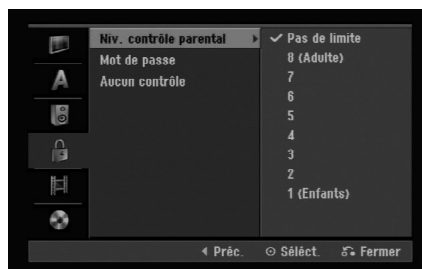 Niv. contrôle parental
Mot de passe
Aucun contrôle
Pas de limite
8 (Adulte)
7
6
5
4
3
2
1 (Enfants)
Préc. Séléct. Fermer